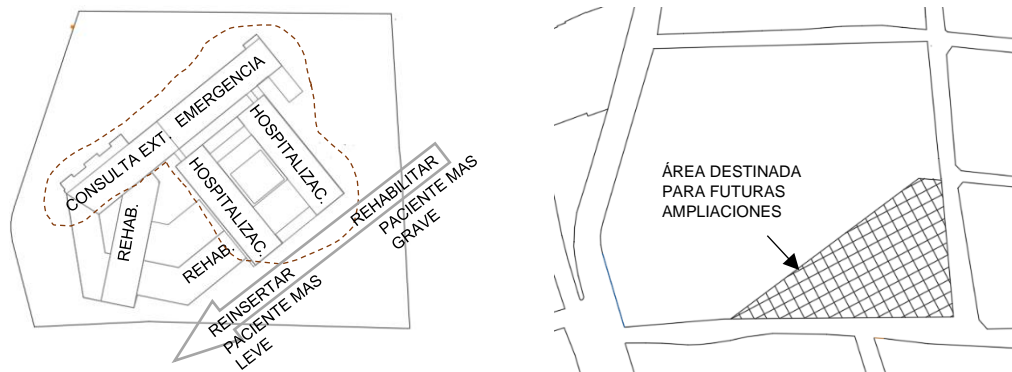 CONSULTA EXT.
EMERGENCIA
HOSPITALIZAC.
HOSPITALIZAC.
REHAB.
REHAB.
REHABILITAR
PACIENTE MAS
GRAVE
REINSERTAR
PACIENTE MAS
LEVE
ÁREA DESTINADA
PARA FUTURAS
AMPLIACIONES